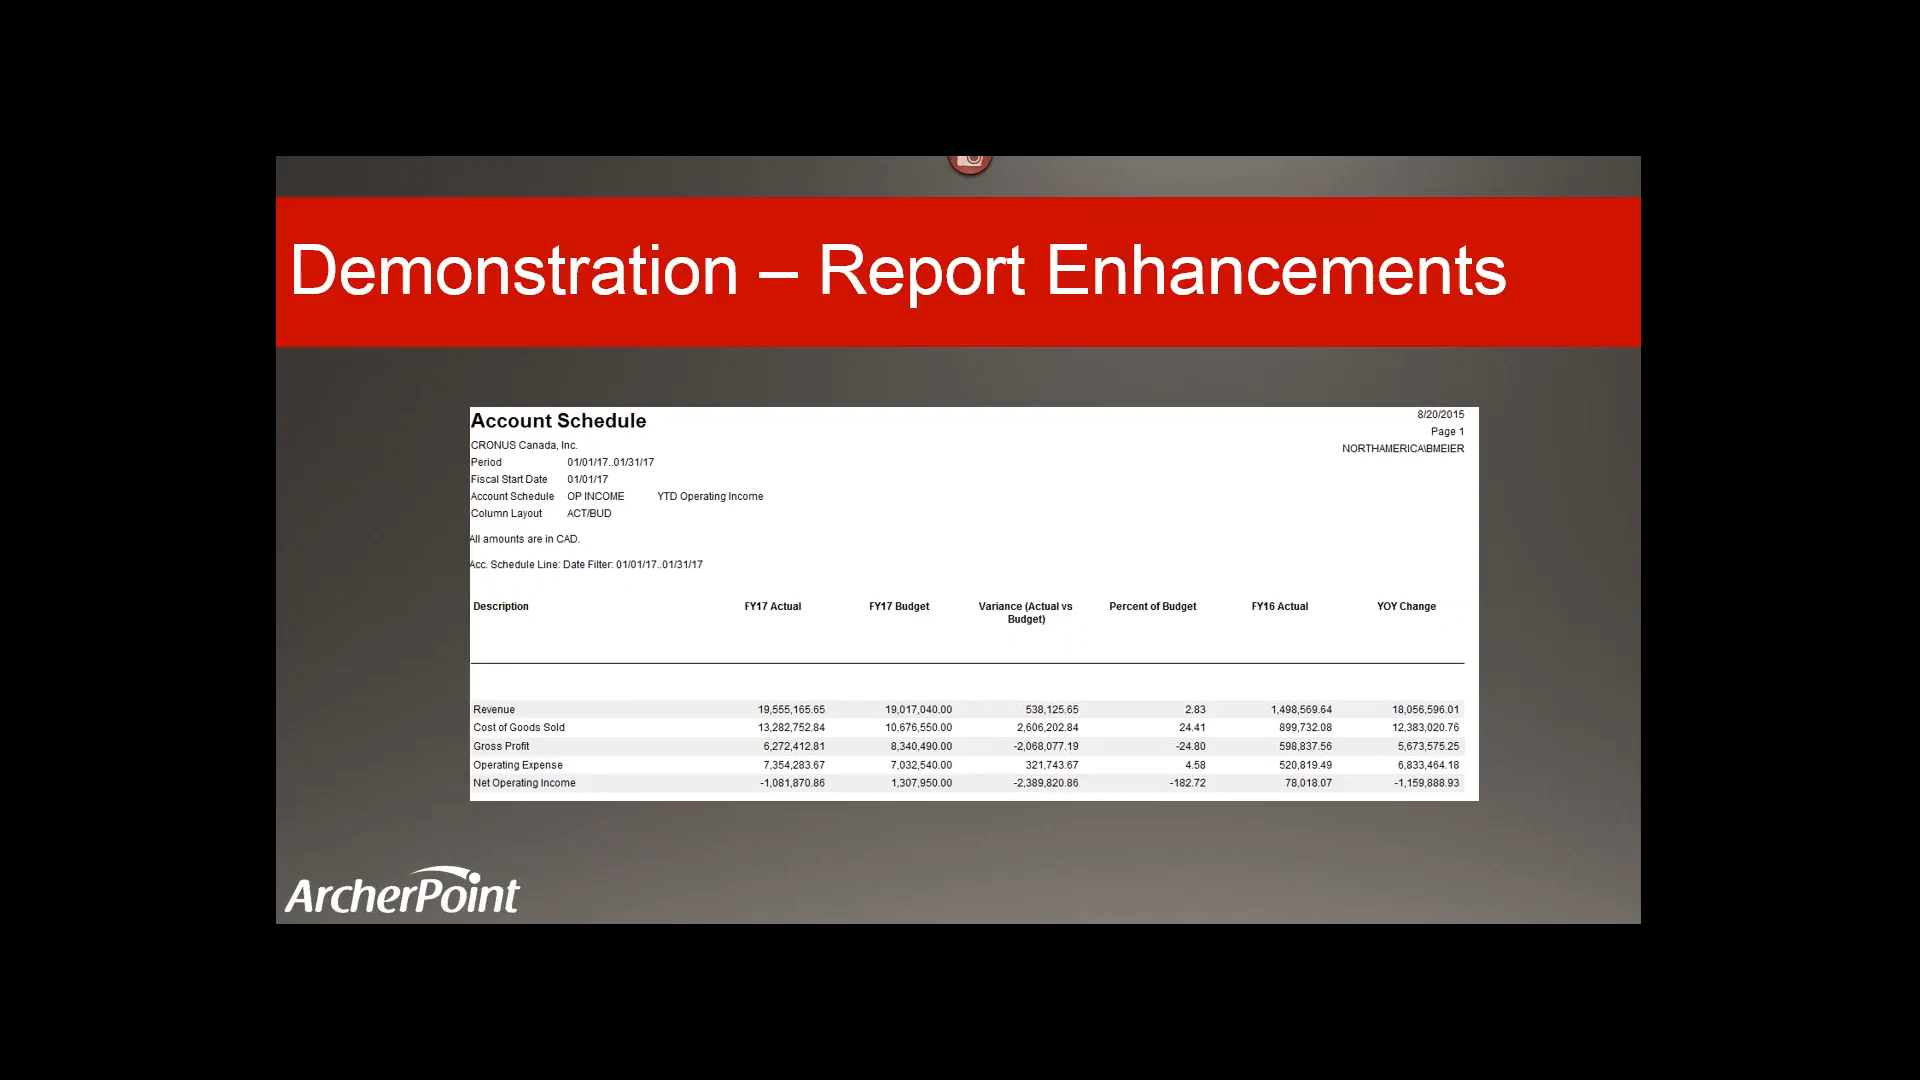 Demonstration – Report Enhancements
Account Schedule 8/20/2015
Page 1
CRONUS Canada, Inc. NORTHAMERICA\BMEIER
Period 01/01/17..01/31/17
Fiscal Start Date 01/01/17
Account Schedule OP INCOME YTD Operating Income
Column Layout ACT/BUD
All amounts are in CAD.
Acc. Schedule Line: Date Filter: 01/01/17..01/31/17
Description FY17 Actual FY17 Budget Variance (Actual vs Percent of Budget FY16 Actual YOY Change
Budget)
Revenue 19,555,165.65 19,017,040.00 538,125.65 2.83 1,498,569.64 18,056,596.01
Cost of Goods Sold 13,282,752.84 10,676,550.00 2,606,202.84 24.41 899,732.08 12,383,020.76
Gross Profit 6,272,412.81 8,340,490.00 -2,068,077.19 -24.80 598,837.56 5,673,575.25
Operating Expense 7,354,283.67 7,032,540.00 321,743.67 4.58 520,819.49 6,833,464.18
Net Operating Income -1,081,870.86 1,307,950.00 -2,389,820.86 -182.72 78,018.07 -1,159,888.93
ArcherPoint